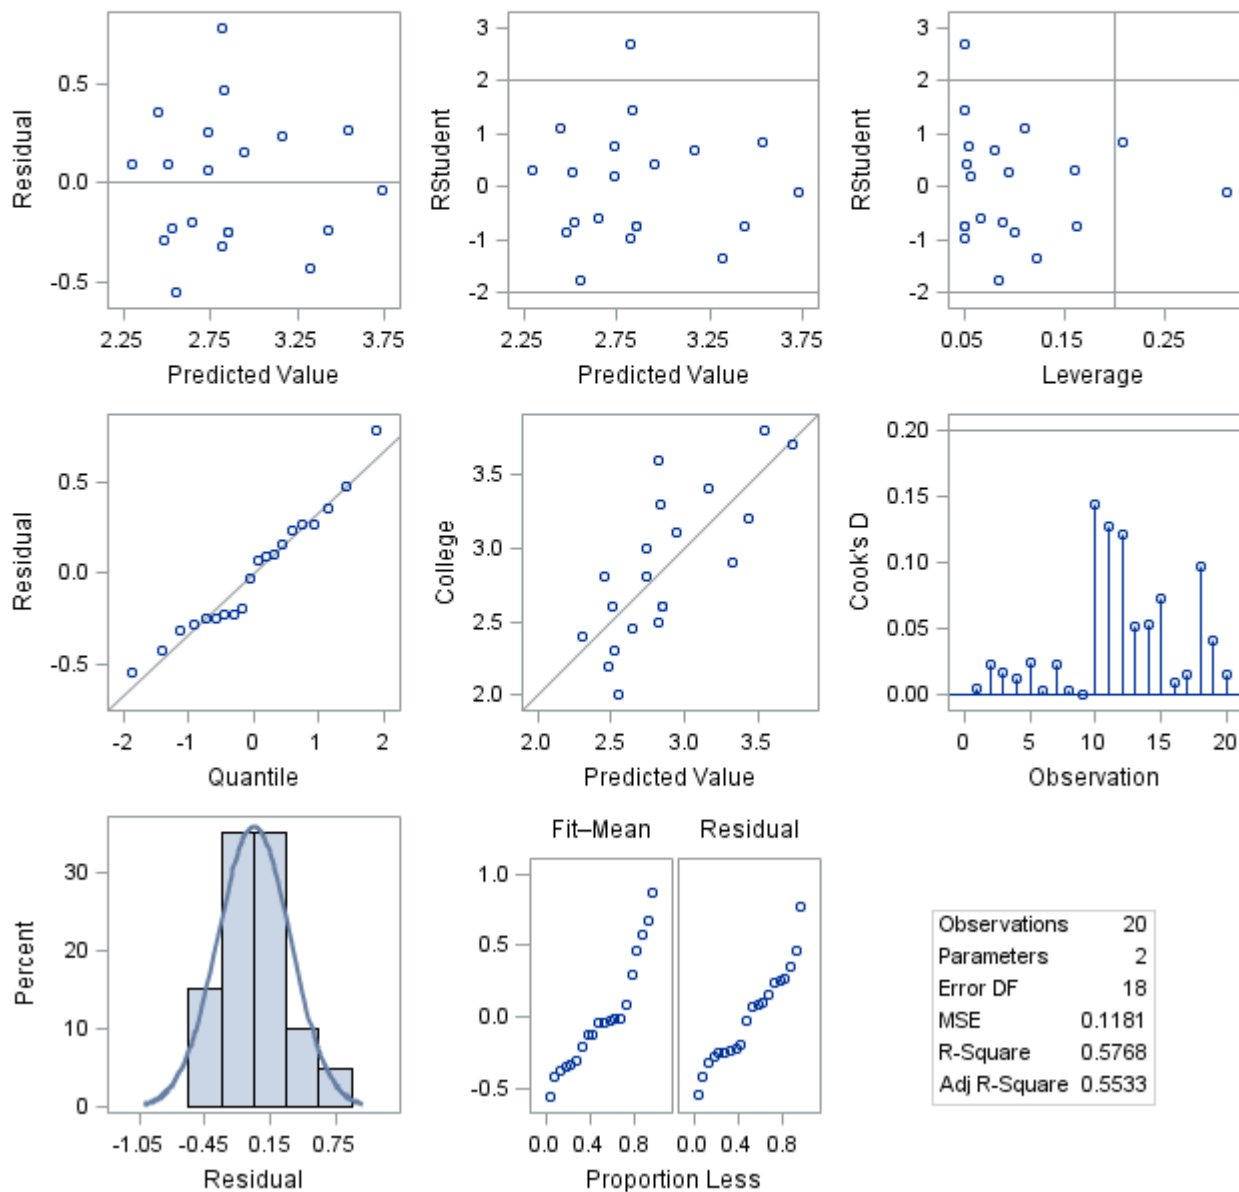 Residual
0.5
0.0
-0.5
2.25 2.75 3.25 3.75
Predicted Value
RStudent
3
2
1
0
-1
-2
2.25 2.75 3.25 3.75
Predicted Value
RStudent
3
2
1
0
-1
-2
0.05 0.15 0.25
Leverage
Residual
0.5
0.0
-0.5
-2 -1 0 1 2
Quantile
College
3.5
3.0
2.5
2.0
2.0 2.5 3.0 3.5
Predicted Value
Cook's D
0.20
0.15
0.10
0.05
0.00
0 5 10 15 20
Observation
Percent
30
20
10
0
-1.05 -0.45 0.15 0.75
Residual
Fit–Mean Residual
1.0
0.5
0.0
-0.5
0.0 0.4 0.8 0.0 0.4 0.8
Proportion Less
Observations 20
Parameters 2
Error DF 18
MSE 0.1181
R-Square 0.5768
Adj R-Square 0.5533